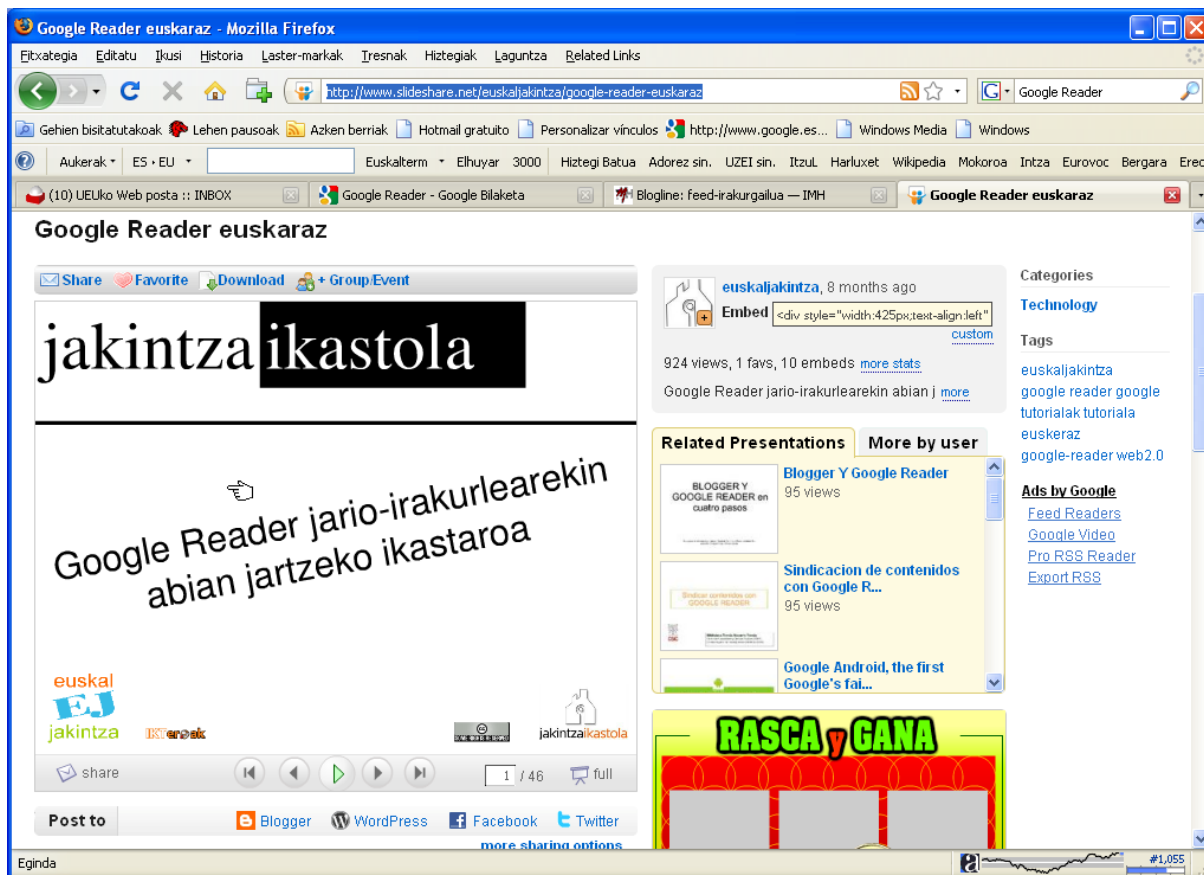 Google Reader euskaraz - Mozilla Firefox
Fitxategia Editatu Ikusi Historia Laster-markak Tresnak Hiztegiak Laguntza Related Links
http://www.slideshare.net/euskaljakintza/google-reader-euskaraz
Google Reader
Gehien bisitatutakoak Lehen pausoak Azken berriak Hotmail gratuito Personalizar vínculos http://www.google.es... Windows Media Windows
Aukerak ES › EU Euskalterm Elhuyar 3000 Hiztegi Batua Adorez sin. UZEI sin. ItzuL Harluxet Wikipedia Mokoroa Intza Eurovoc Bergara Erec
(10) UEUko Web posta :: INBOX
Google Reader - Google Bilaketa
Blogline: feed-irakurgailua — IMH
Google Reader euskaraz
Google Reader euskaraz
Share Favorite Download + Group/Event
jakintza ikastola
Google Reader jario-irakurlearekin
abian jartzeko ikastaroa
euskal
EJ
jakintza
IKTeroak
jakintzaikastola
share
1 / 46
full
Post to Blogger WordPress Facebook Twitter
more sharing options
euskaljakintza, 8 months ago
Embed <div style="width:425px;text-align:left"
custom
924 views, 1 favs, 10 embeds more stats
Google Reader jario-irakurlearekin abian j more
Related Presentations More by user
BLOGGER Y
GOOGLE READER en
cuatro pasos
Blogger Y Google Reader
95 views
Sindicar contenidos con
GOOGLE READER
Sindicacion de contenidos
con Google R...
95 views
Google Android, the first
Google's fai...
RASCA y GANA
Categories
Technology
Tags
euskaljakintza
google reader google
tutorialak tutoriala
euskeraz
google-reader web2.0
Ads by Google
Feed Readers
Google Video
Pro RSS Reader
Export RSS
Eginda
#1,055